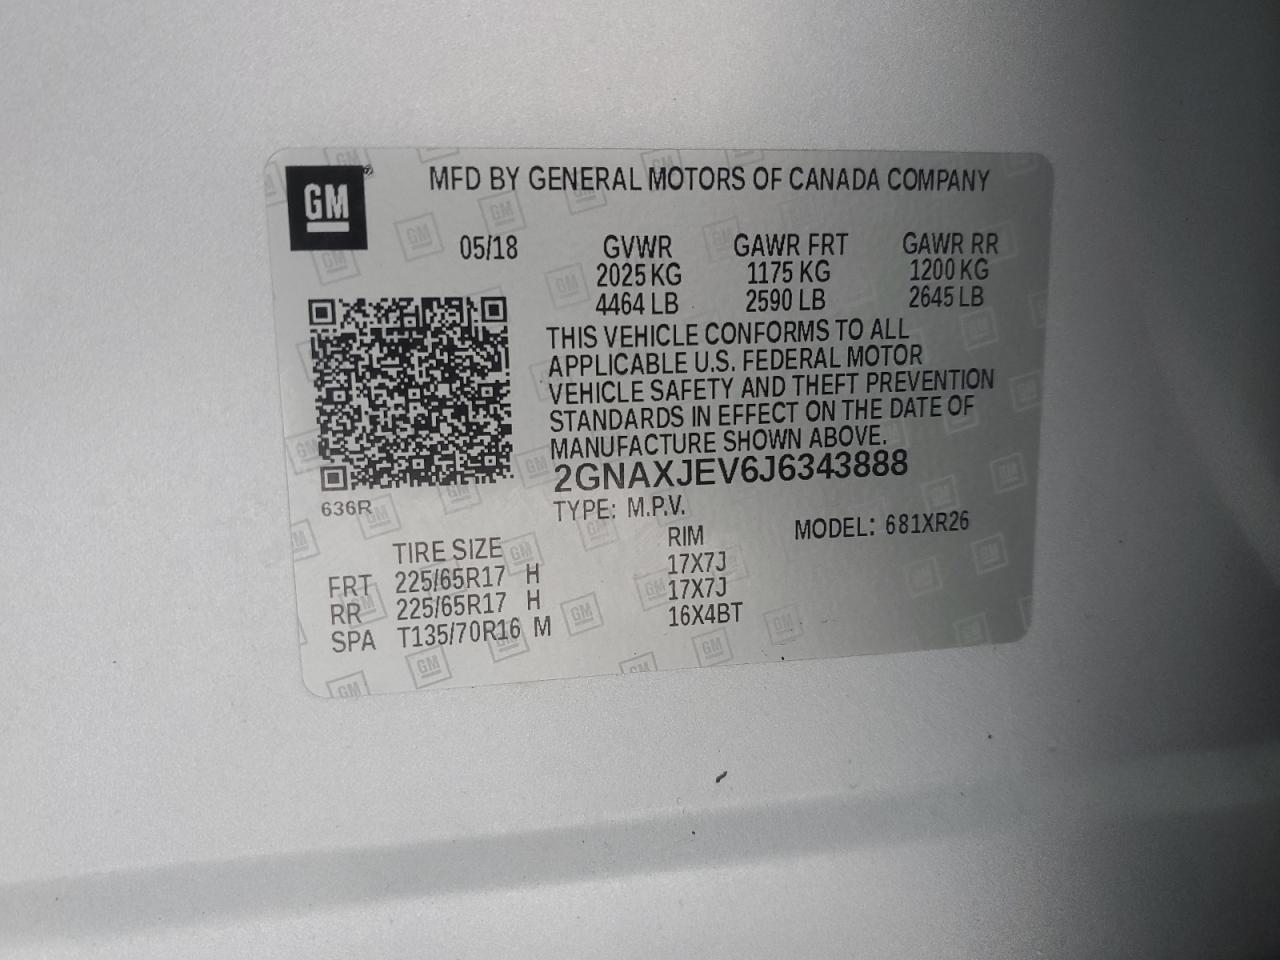 GM
MFD BY GENERAL MOTORS OF CANADA COMPANY
05/18 GVWR GAWR FRT GAWR RR
2025 KG 1175 KG 1200 KG
4464 LB 2590 LB 2645 LB
THIS VEHICLE CONFORMS TO ALL
APPLICABLE U.S. FEDERAL MOTOR
VEHICLE SAFETY AND THEFT PREVENTION
STANDARDS IN EFFECT ON THE DATE OF
MANUFACTURE SHOWN ABOVE.
2GNAXJEV6J6343888
636R
TYPE: M.P.V. MODEL: 681XR26
TIRE SIZE RIM
FRT 225/65R17 H 17X7J
RR 225/65R17 H 17X7J
SPA T135/70R16 M 16X4BT